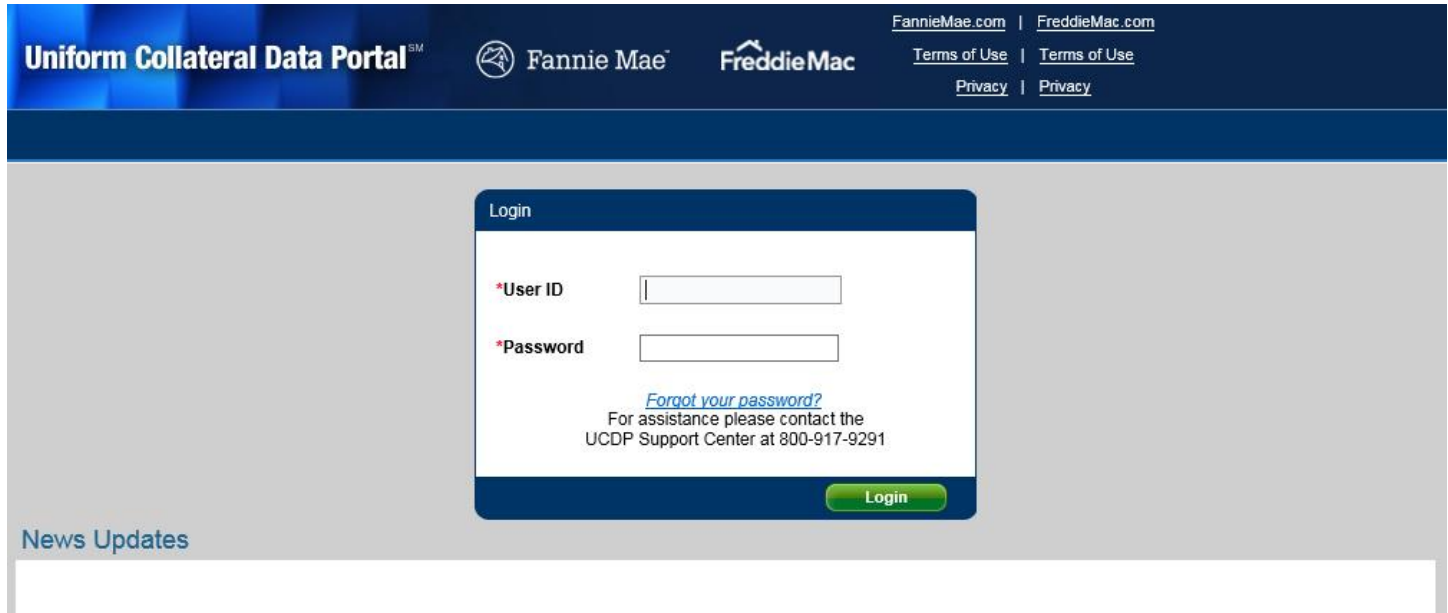 FannieMae.com | FreddieMac.com
Uniform Collateral Data Portal℠ Fannie Mae™ FreddieMac Terms of Use | Terms of Use
Privacy | Privacy
Login
*User ID
*Password
Forgot your password?
For assistance please contact the
UCDP Support Center at 800-917-9291
Login
News Updates